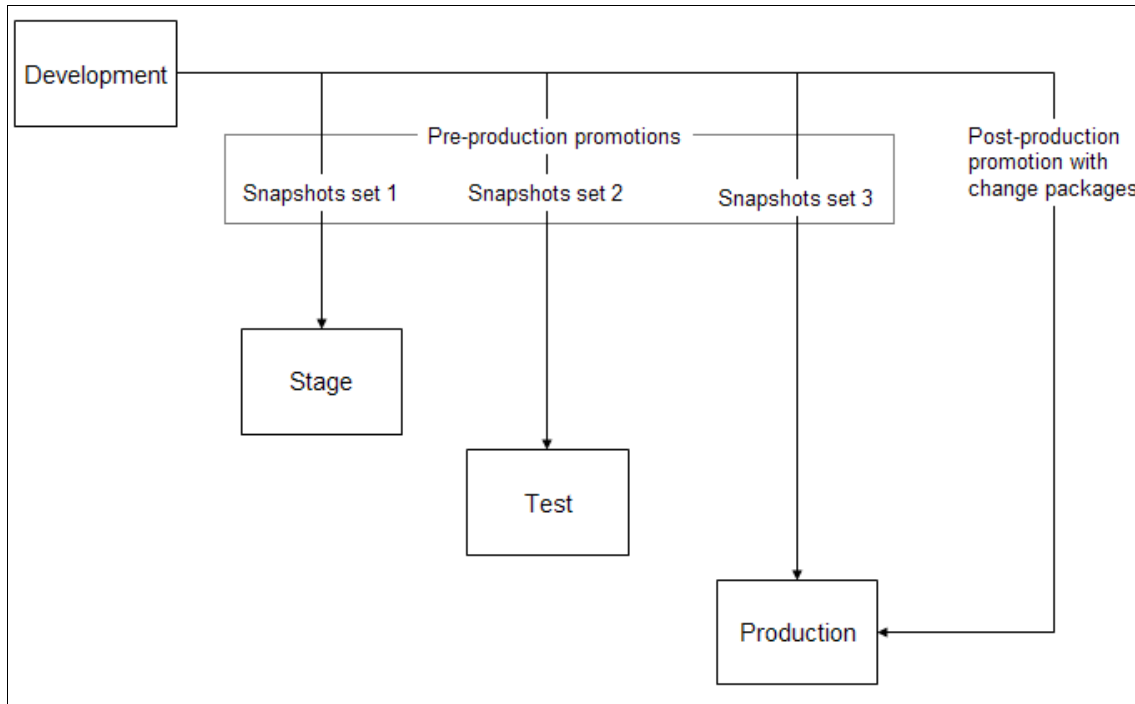 Development
Pre-production promotions
Post-production
promotion with
change packages
Snapshots set 1
Snapshots set 2
Snapshots set 3
Stage
Test
Production